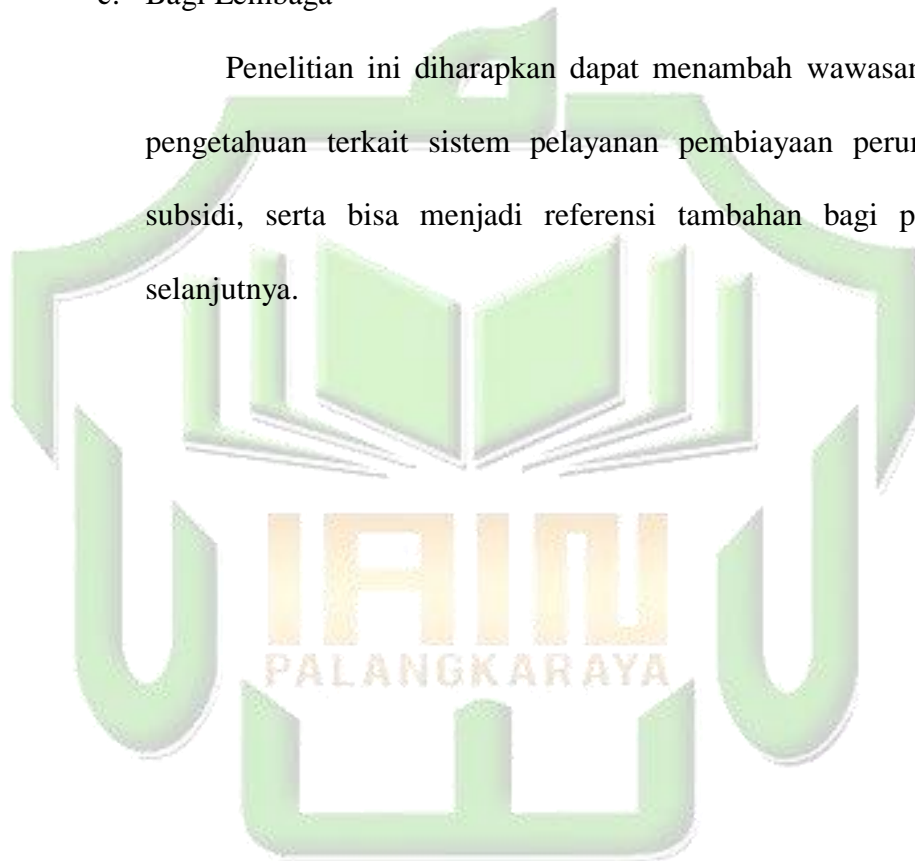 Bagi Lembaga
Penelitian ini diharapkan dapat menambah wawasan
pengetahuan terkait sistem pelayanan pembiayaan
subsidi, serta bisa menjadi referensi tambahan bagi
selanjutnya.
IAIN
PALANGKARAYA